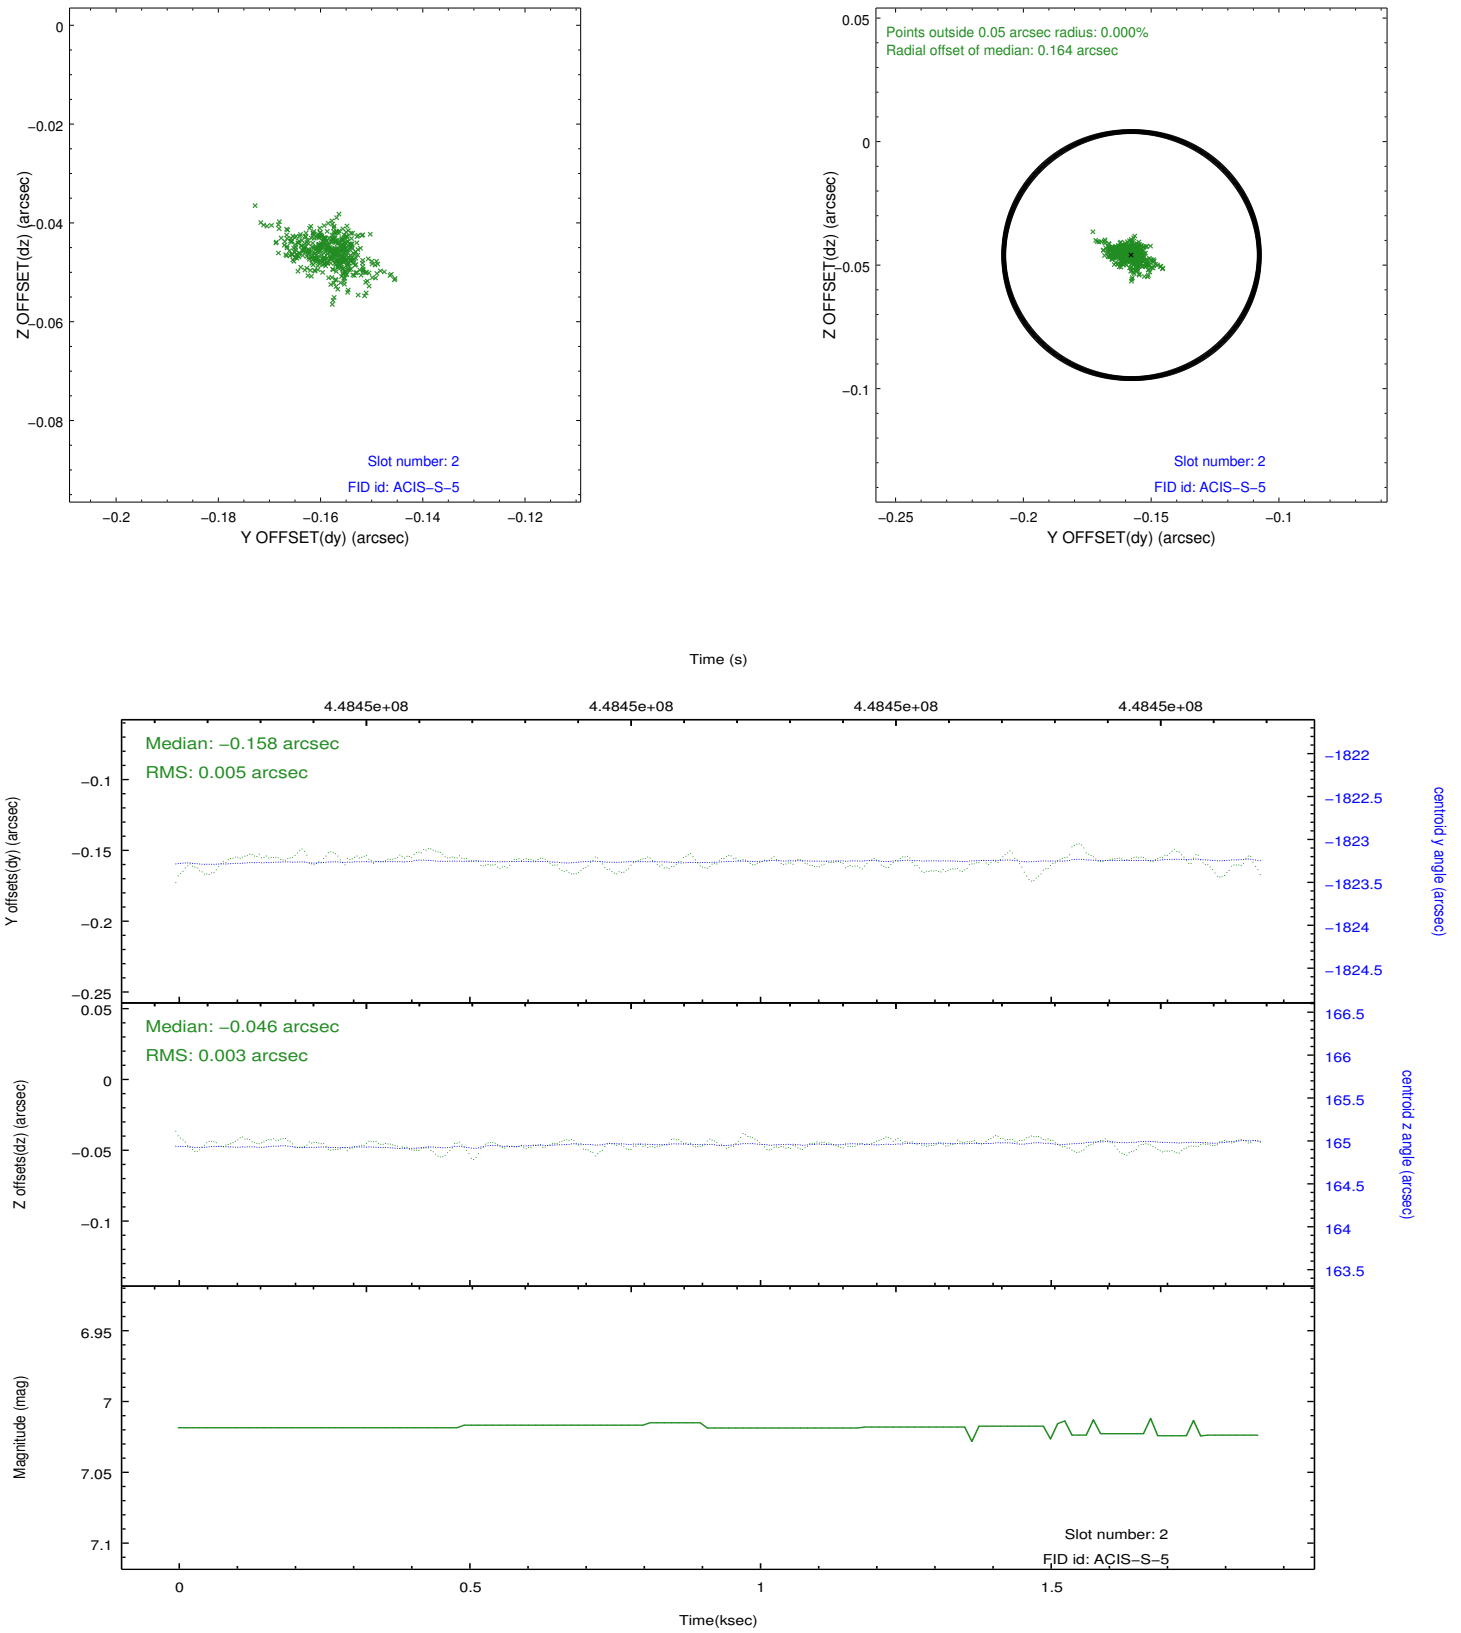 0
−0.02
−0.04
−0.06
−0.08
Z OFFSET(dz) (arcsec)
Slot number: 2
FID id: ACIS−S−5
−0.2 −0.18 −0.16 −0.14 −0.12
Y OFFSET(dy) (arcsec)
0.05
0
−0.05
−0.1
Z OFFSET(dz) (arcsec)
Points outside 0.05 arcsec radius: 0.000%
Radial offset of median: 0.164 arcsec
Slot number: 2
FID id: ACIS−S−5
−0.25 −0.2 −0.15 −0.1
Y OFFSET(dy) (arcsec)
Time (s)
4.4845e+08 4.4845e+08 4.4845e+08 4.4845e+08
Median: −0.158 arcsec
RMS: 0.005 arcsec
−0.1
−0.15
−0.2
−0.25
Y offsets(dy) (arcsec)
−1822
−1822.5
−1823
−1823.5
−1824
−1824.5
centroid y angle (arcsec)
Median: −0.046 arcsec
RMS: 0.003 arcsec
0.05
0
−0.05
−0.1
Z offsets(dz) (arcsec)
166.5
166
165.5
165
164.5
164
163.5
centroid z angle (arcsec)
6.95
7
7.05
7.1
Magnitude (mag)
Slot number: 2
FID id: ACIS−S−5
0 0.5 1 1.5
Time(ksec)